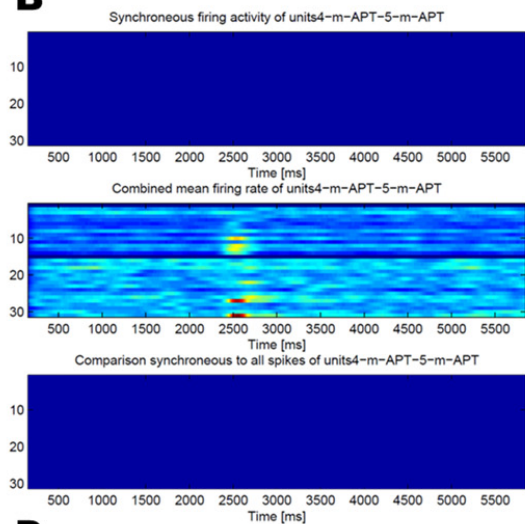 B
Synchronous firing activity of units4-m-APT-5-m-APT
10
20
30
500 1000 1500 2000 2500 3000 3500 4000 4500 5000 5500
Time [ms]
Combined mean firing rate of units4-m-APT-5-m-APT
10
20
30
500 1000 1500 2000 2500 3000 3500 4000 4500 5000 5500
Time [ms]
Comparison synchronous to all spikes of units4-m-APT-5-m-APT
10
20
30
500 1000 1500 2000 2500 3000 3500 4000 4500 5000 5500
Time [ms]